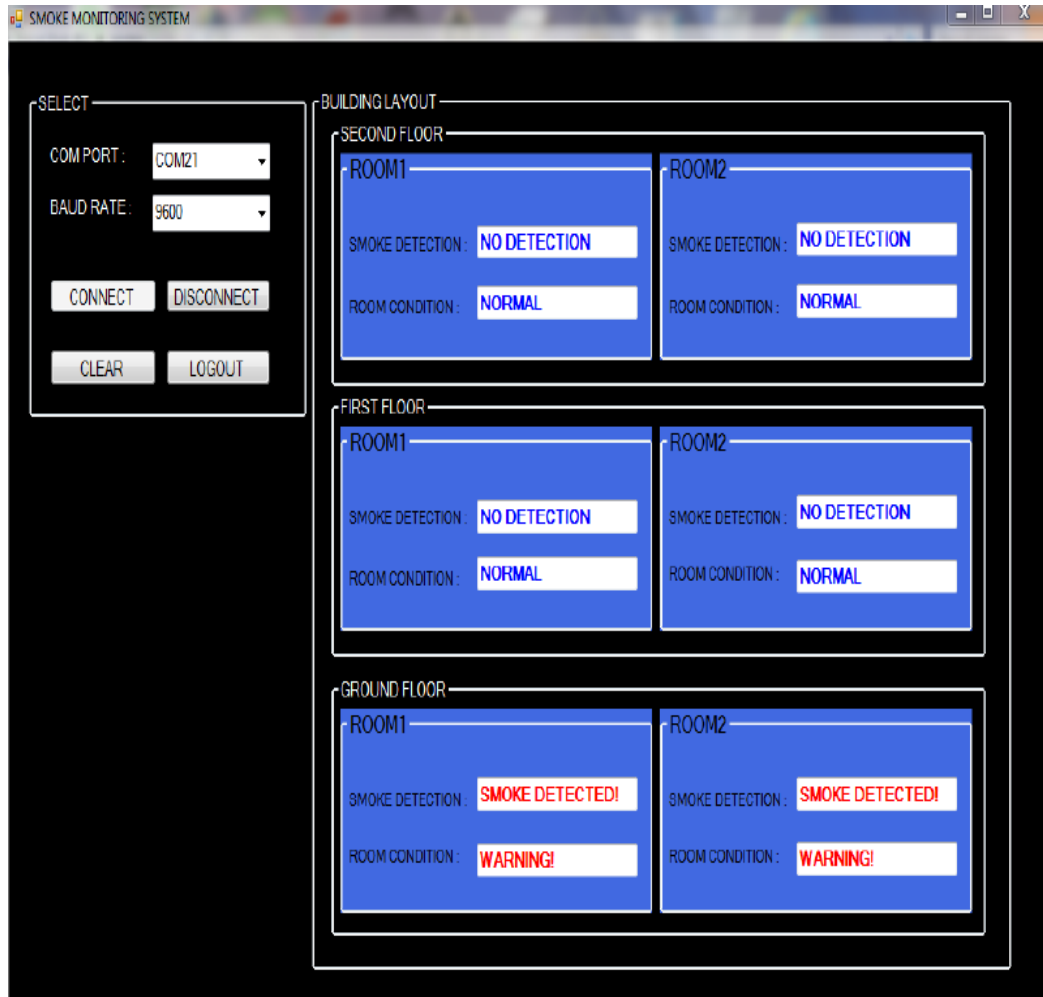 SMOKE MONITORING SYSTEM
SELECT
COM PORT : COM21
BAUD RATE : 9600
CONNECT DISCONNECT
CLEAR LOGOUT
BUILDING LAYOUT
SECOND FLOOR
ROOM1
SMOKE DETECTION : NO DETECTION
ROOM CONDITION : NORMAL
ROOM2
SMOKE DETECTION : NO DETECTION
ROOM CONDITION : NORMAL
FIRST FLOOR
ROOM1
SMOKE DETECTION : NO DETECTION
ROOM CONDITION : NORMAL
ROOM2
SMOKE DETECTION : NO DETECTION
ROOM CONDITION : NORMAL
GROUND FLOOR
ROOM1
SMOKE DETECTION : SMOKE DETECTED!
ROOM CONDITION : WARNING!
ROOM2
SMOKE DETECTION : SMOKE DETECTED!
ROOM CONDITION : WARNING!